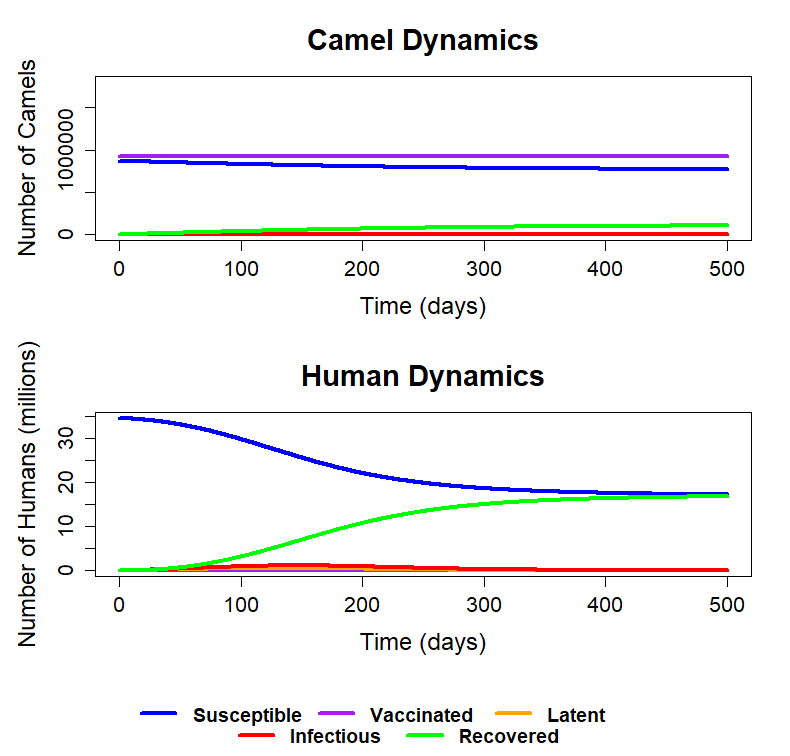 Camel Dynamics
Number of Camels
1000000
0
0 100 200 300 400 500
Time (days)
Human Dynamics
Number of Humans (millions)
30
20
10
0
0 100 200 300 400 500
Time (days)
Susceptible Vaccinated Latent
Infectious Recovered